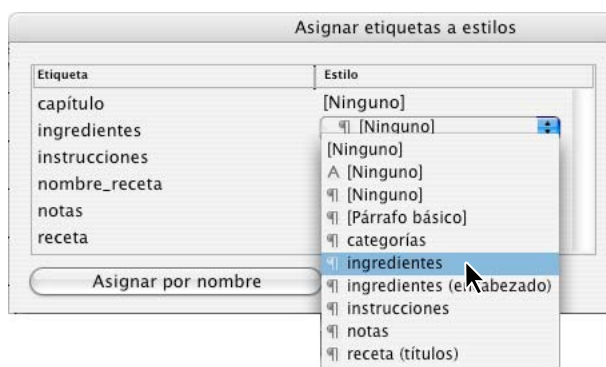 Asignar etiquetas a estilos
Etiqueta Estilo
capítulo [Ninguno]
ingredientes ¶ [Ninguno]
instrucciones [Ninguno]
A [Ninguno]
nombre_receta ¶ [Ninguno]
notas ¶ [Párrafo básico]
receta ¶ categorías
¶ ingredientes
Asignar por nombre ¶ ingredientes (encabezado)
¶ instrucciones
¶ notas
¶ receta (títulos)